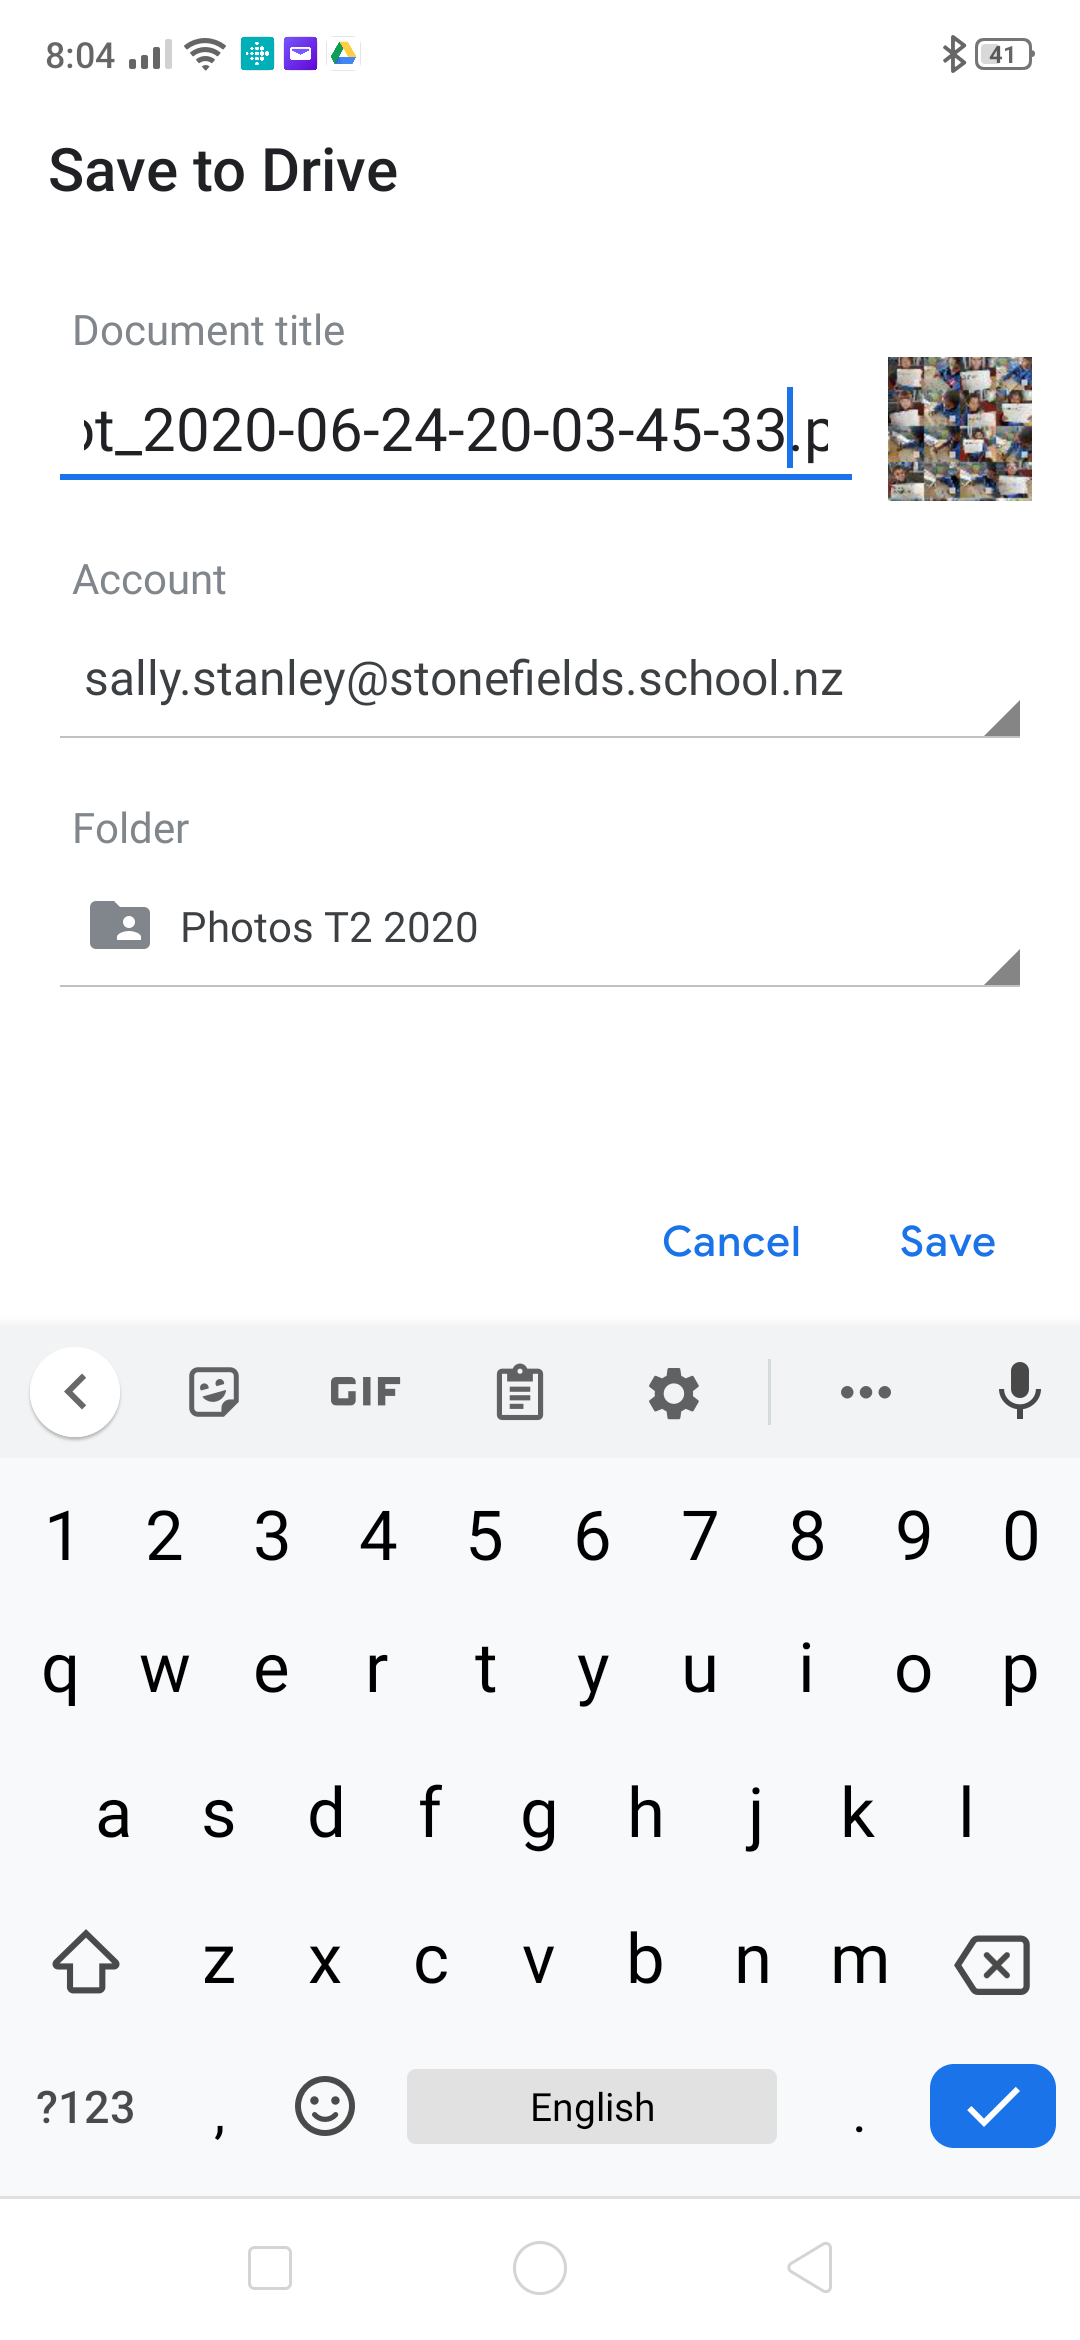 8:04 41
Save to Drive
Document title
ot_2020-06-24-20-03-45-33.p
Account
sally.stanley@stonefields.school.nz
Folder
Photos T2 2020
Cancel Save
GIF
1 2 3 4 5 6 7 8 9 0
q w e r t y u i o p
a s d f g h j k l
z x c v b n m
?123 , English .